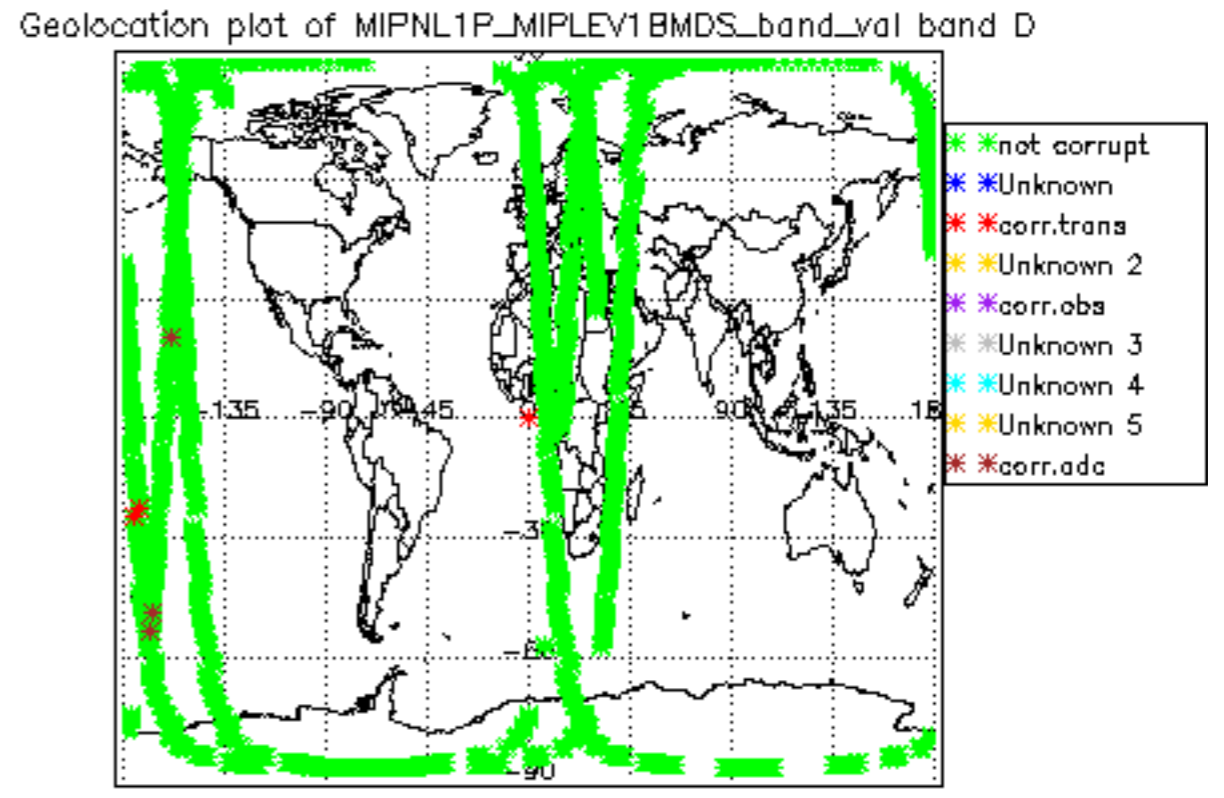 Geolocation plot of MIPNL1P_MIPLEV1BMDS_band_val band D
not corrupt
Unknown
corr.trans
Unknown 2
corr.obs
Unknown 3
Unknown 4
Unknown 5
corr.adc
-135 -90 -45 90 135
-90